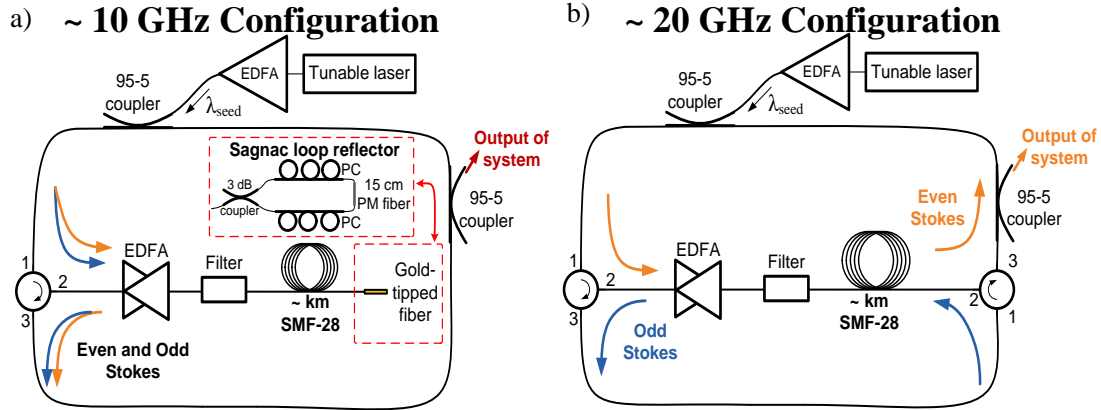 a)
~ 10 GHz Configuration
95-5
coupler
EDFA
Tunable laser
λseed
Sagnac loop reflector
PC
3 dB
coupler
15 cm
PM fiber
PC
Output of
system
95-5
coupler
EDFA
Filter
1
2
3
~ km
SMF-28
Gold-
tipped
fiber
Even and Odd
Stokes
b)
~ 20 GHz Configuration
95-5
coupler
EDFA
Tunable laser
λseed
Output of
system
95-5
coupler
Even
Stokes
EDFA
Filter
1
2
3
~ km
SMF-28
3
2
1
Odd
Stokes